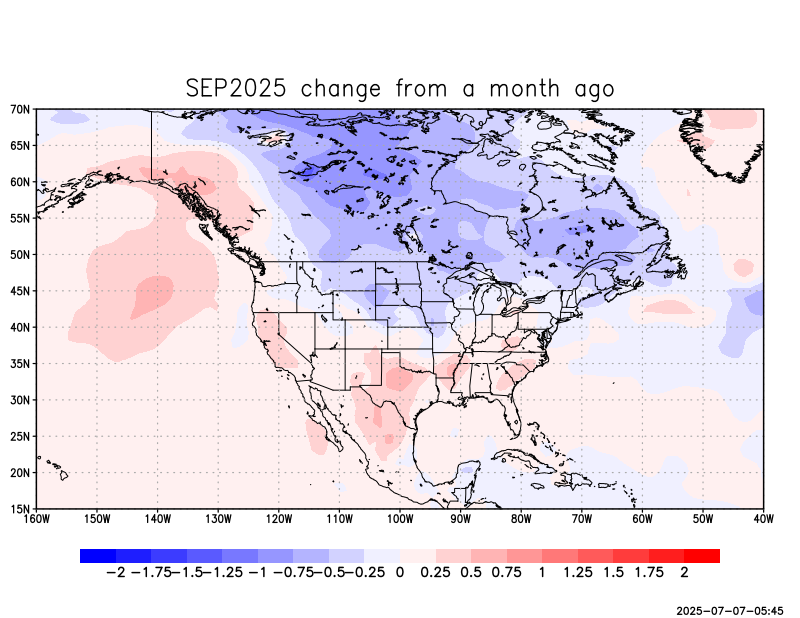 SEP2025 change from a month ago
70N
65N
60N
55N
50N
45N
40N
35N
30N
25N
20N
15N
160W 150W 140W 130W 120W 110W 100W 90W 80W 70W 60W 50W 40W
−2 −1.75 −1.5 −1.25 −1 −0.75 −0.5 −0.25 0 0.25 0.5 0.75 1 1.25 1.5 1.75 2
2025-07-07-05:45